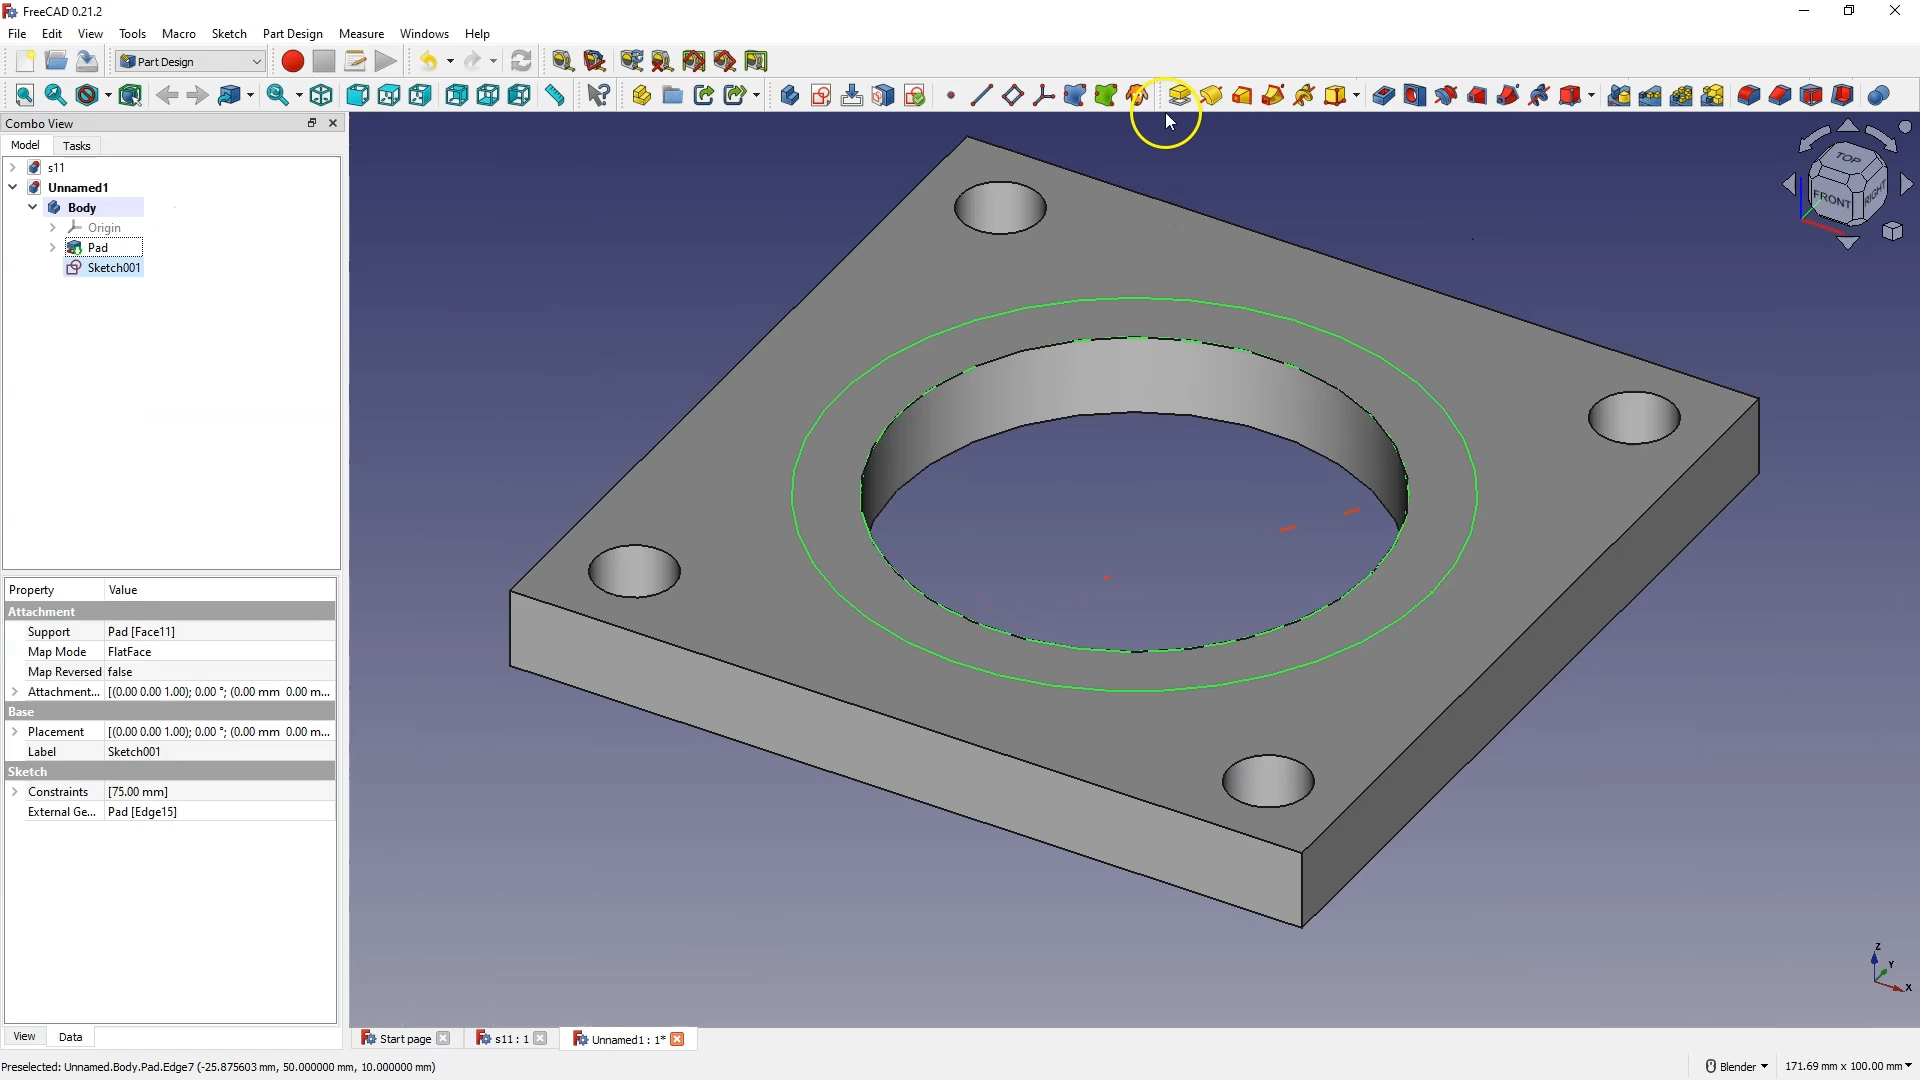 FreeCAD 0.21.2
File Edit View Tools Macro Sketch Part Design Measure Windows Help
Part Design
Combo View
Model Tasks
s11
Unnamed1
Body
Origin
Pad
Sketch001
Property Value
Attachment
Support Pad [Face11]
Map Mode FlatFace
Map Reversed false
Attachment... [(0.00 0.00 1.00); 0.00 °; (0.00 mm 0.00 m...
Base
Placement [(0.00 0.00 1.00); 0.00 °; (0.00 mm 0.00 m...
Label Sketch001
Sketch
Constraints [75.00 mm]
External Ge... Pad [Edge15]
View Data
TOP
FRONT RIGHT
Z
Y
X
Start page s11 : 1 Unnamed1 : 1*
Preselected: Unnamed.Body.Pad.Edge7 (-25.875603 mm, 50.000000 mm, 10.000000 mm)
Blender 171.69 mm x 100.00 mm